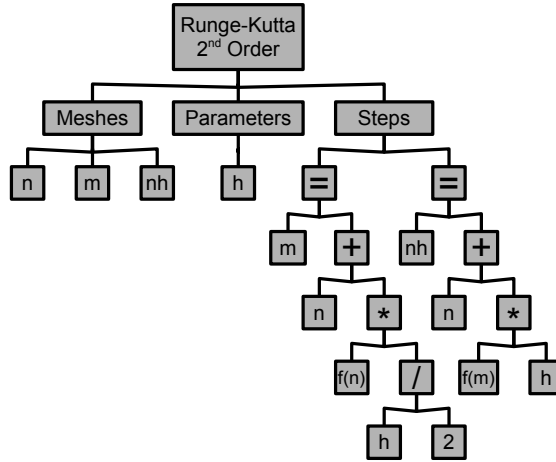 Runge-Kutta
2nd Order
Meshes
Parameters
Steps
n
m
nh
h
=
=
m
+
nh
+
n
*
n
*
f(n)
/
f(m)
h
h
2